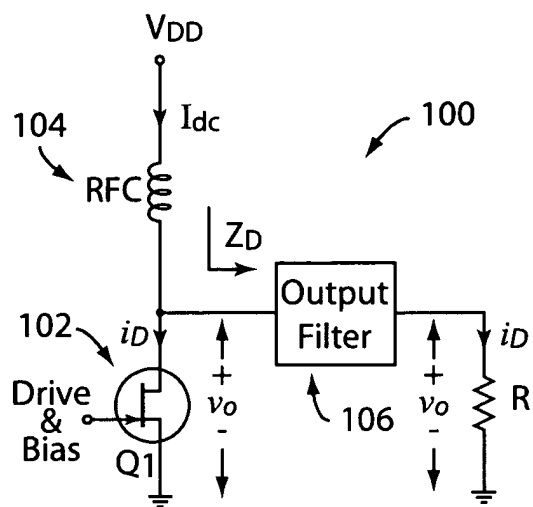 VDD
104
Idc
100
RFC
ZD
Output
Filter
102
iD
iD
Drive
&
Bias
+
vo
-
+
vo
-
R
106
Q1